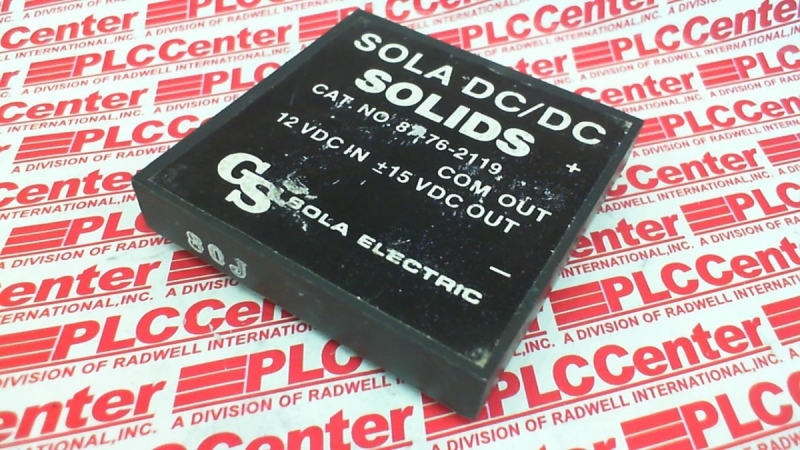 SOLA DC/DC
SOLIDS
CAT. NO. 8 76-2119
COM OUT
12 VDC IN ±15 VDC OUT
+
−
GS SOLA ELECTRIC
80J
PLCCenter
A DIVISION OF RADWELL INTERNATIONAL,INC.